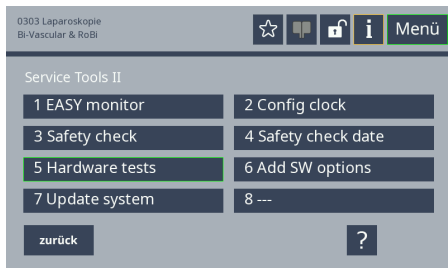 0303 Laparoskopie
Bi-Vascular & RoBi
i
Menü
Service Tools II
1 EASY monitor
2 Config clock
3 Safety check
4 Safety check date
5 Hardware tests
6 Add SW options
7 Update system
8 ---
zurück
?